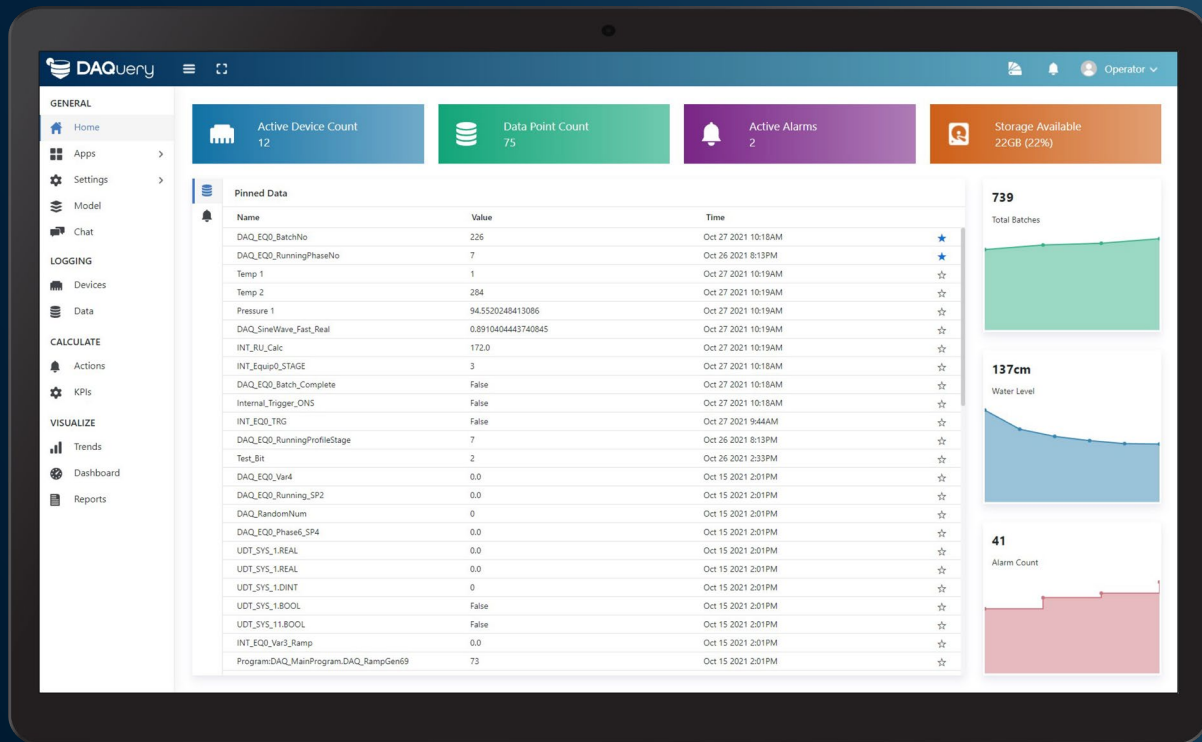 DAQuery
Operator
GENERAL
Home
Apps
Settings
Model
Chat
LOGGING
Devices
Data
CALCULATE
Actions
KPIs
VISUALIZE
Trends
Dashboard
Reports
Active Device Count
12
Data Point Count
75
Active Alarms
2
Storage Available
22GB (22%)
Pinned Data
Name Value Time
DAQ_EQ0_BatchNo 226 Oct 27 2021 10:18AM
DAQ_EQ0_RunningPhaseNo 7 Oct 26 2021 8:13PM
Temp 1 1 Oct 27 2021 10:19AM
Temp 2 284 Oct 27 2021 10:19AM
Pressure 1 94.5520248413086 Oct 27 2021 10:19AM
DAQ_SineWave_Fast_Real 0.8910404443740845 Oct 27 2021 10:19AM
INT_RU_Calc 172.0 Oct 27 2021 10:19AM
INT_Equip0_STAGE 3 Oct 27 2021 10:18AM
DAQ_EQ0_Batch_Complete False Oct 27 2021 10:18AM
Internal_Trigger_ONS False Oct 27 2021 10:18AM
INT_EQ0_TRG False Oct 27 2021 9:44AM
DAQ_EQ0_RunningProfileStage 7 Oct 26 2021 8:13PM
Test_Bit 2 Oct 26 2021 2:33PM
DAQ_EQ0_Var4 0.0 Oct 15 2021 2:01PM
DAQ_EQ0_Running_SP2 0.0 Oct 15 2021 2:01PM
DAQ_RandomNum 0 Oct 15 2021 2:01PM
DAQ_EQ0_Phase6_SP4 0.0 Oct 15 2021 2:01PM
UDT_SYS_1.REAL 0.0 Oct 15 2021 2:01PM
UDT_SYS_1.REAL 0.0 Oct 15 2021 2:01PM
UDT_SYS_1.DINT 0 Oct 15 2021 2:01PM
UDT_SYS_1.BOOL False Oct 15 2021 2:01PM
UDT_SYS_11.BOOL False Oct 15 2021 2:01PM
INT_EQ0_Var3_Ramp 0.0 Oct 15 2021 2:01PM
Program:DAQ_MainProgram.DAQ_RampGen69 73 Oct 15 2021 2:01PM
739
Total Batches
137cm
Water Level
41
Alarm Count